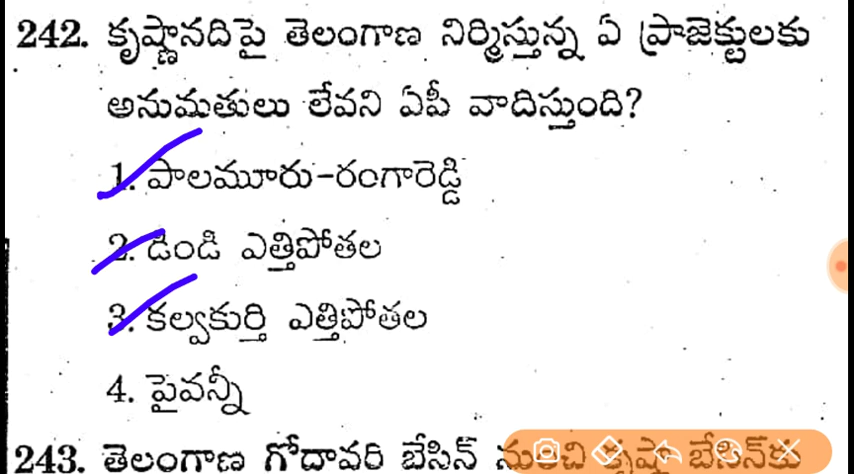 242. కృష్ణానదిపై తెలంగాణ నిర్మిస్తున్న ఏ ప్రాజెక్టులకు
అనుమతులు లేవని ఏపీ వాదిస్తుంది?
1. పాలమూరు-రంగారెడ్డి
2. డిండి ఎత్తిపోతల
3. కల్వకుర్తి ఎత్తిపోతల
4. పైవన్నీ
243. తెలంగాణ గోదావరి బేసిన్ నుంచి కృష్ణా బేసిన్‌కు